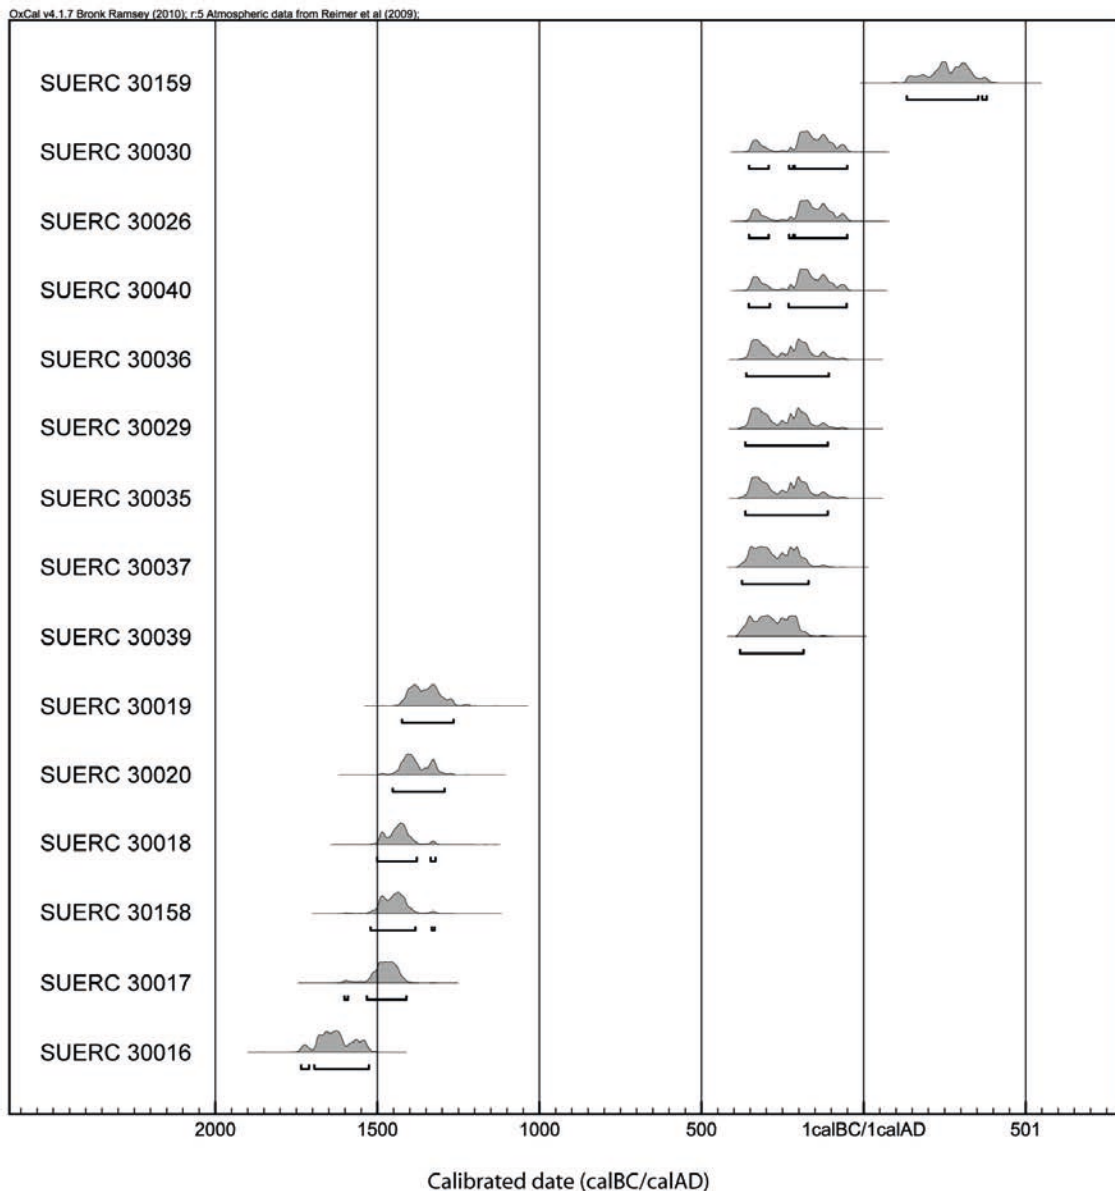 OxCal v4.1.7 Bronk Ramsey (2010); r:5 Atmospheric data from Reimer et al (2009);
SUERC 30159
SUERC 30030
SUERC 30026
SUERC 30040
SUERC 30036
SUERC 30029
SUERC 30035
SUERC 30037
SUERC 30039
SUERC 30019
SUERC 30020
SUERC 30018
SUERC 30158
SUERC 30017
SUERC 30016
2000 1500 1000 500 1calBC/1calAD 501
Calibrated date (calBC/calAD)